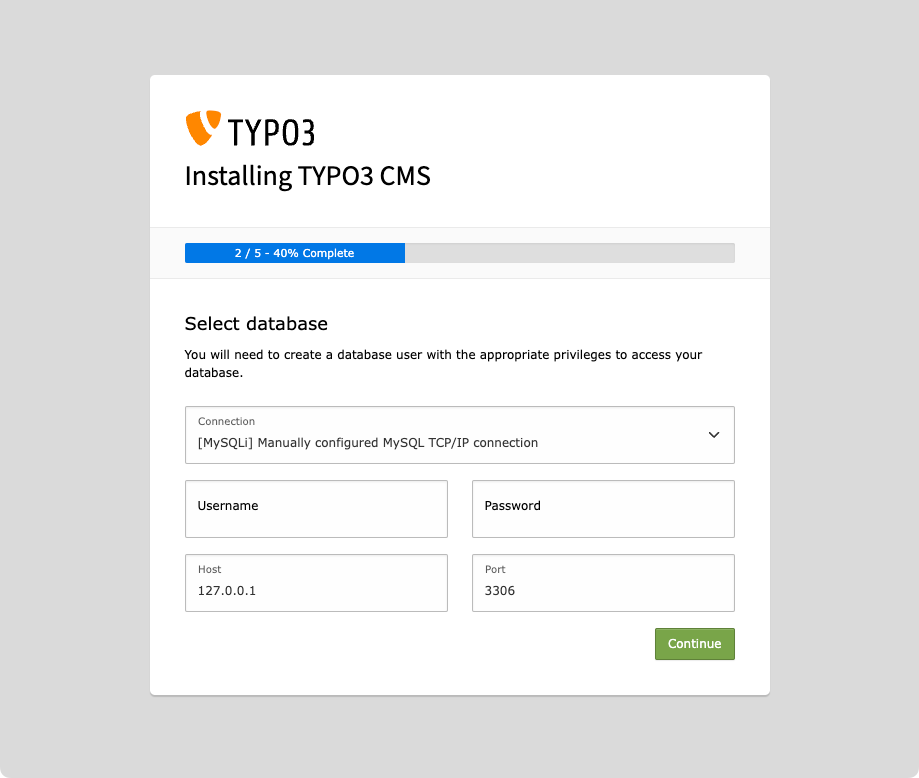 TYPO3
Installing TYPO3 CMS
2 / 5 - 40% Complete
Select database
You will need to create a database user with the appropriate privileges to access your
database.
Connection
[MySQLi] Manually configured MySQL TCP/IP connection
Username
Password
Host
127.0.0.1
Port
3306
Continue